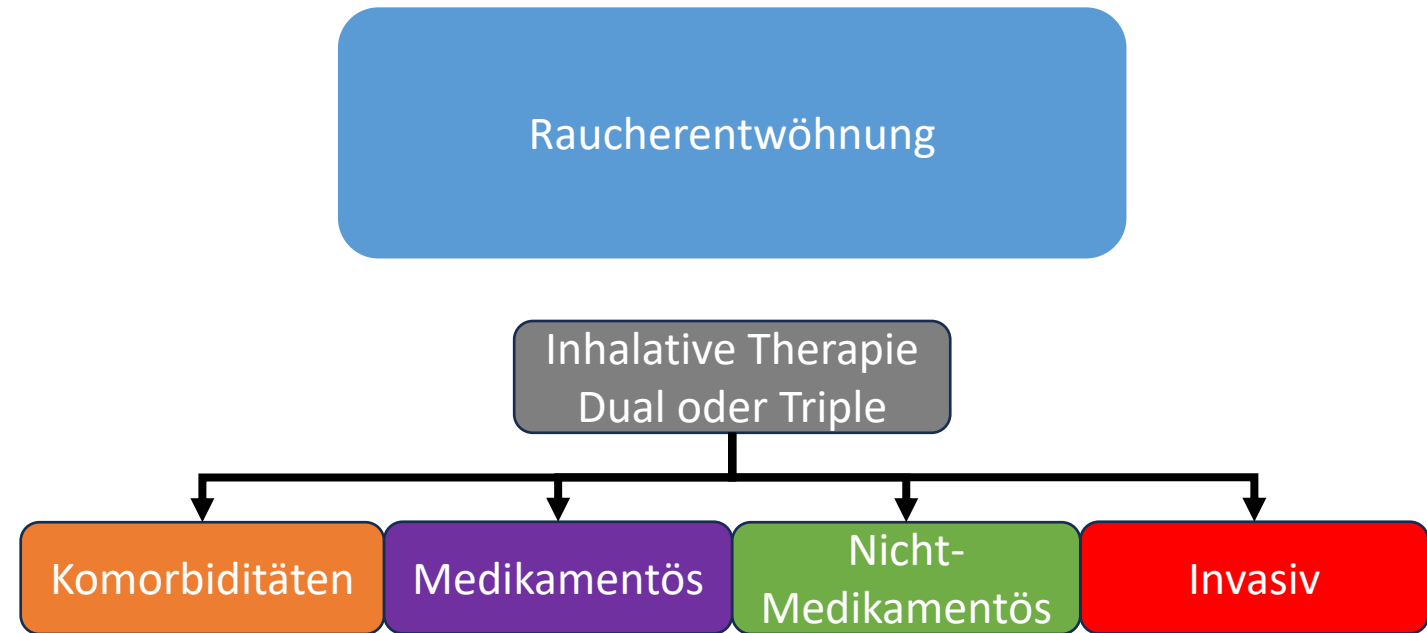 Raucherentwöhnung
Inhalative Therapie
Dual oder Triple
Komorbiditäten
Medikamentös
Nicht-
Medikamentös
Invasiv